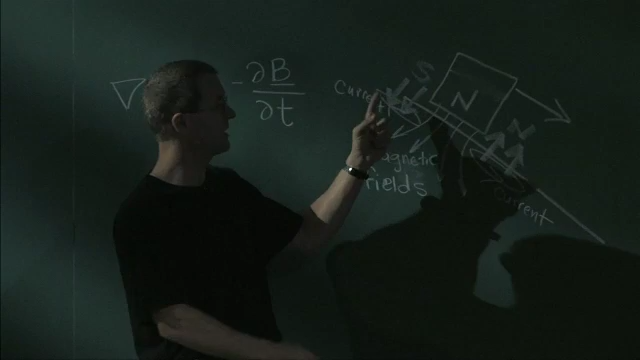 ∇
- ∂B
∂t
Current
S
N
N
Magnetic
Fields
Current